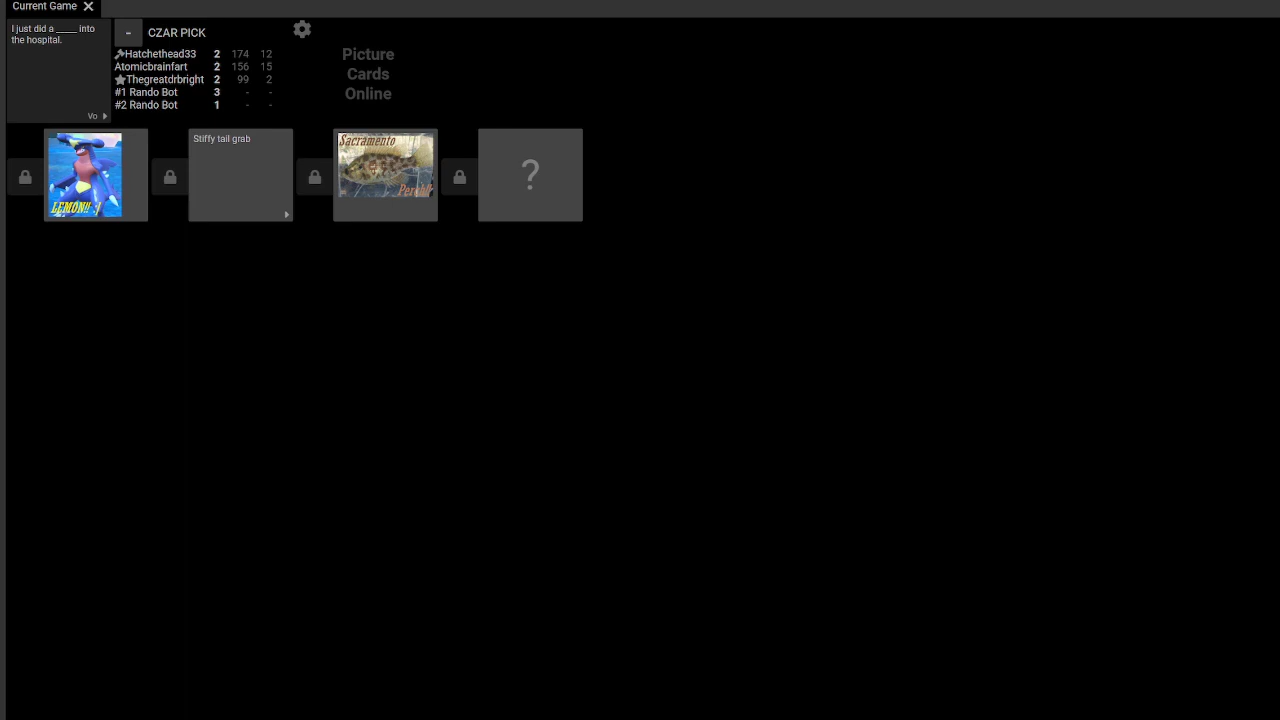 Current Game
I just did a _____ into
the hospital.
Vo
-
CZAR PICK
Hatchethead33 2 174 12
Atomicbrainfart 2 156 15
Thegreatdrbright 2 99 2
#1 Rando Bot 3 - -
#2 Rando Bot 1 - -
Picture
Cards
Online
LEMON!! :)
Stiffy tail grab
Sacramento
?